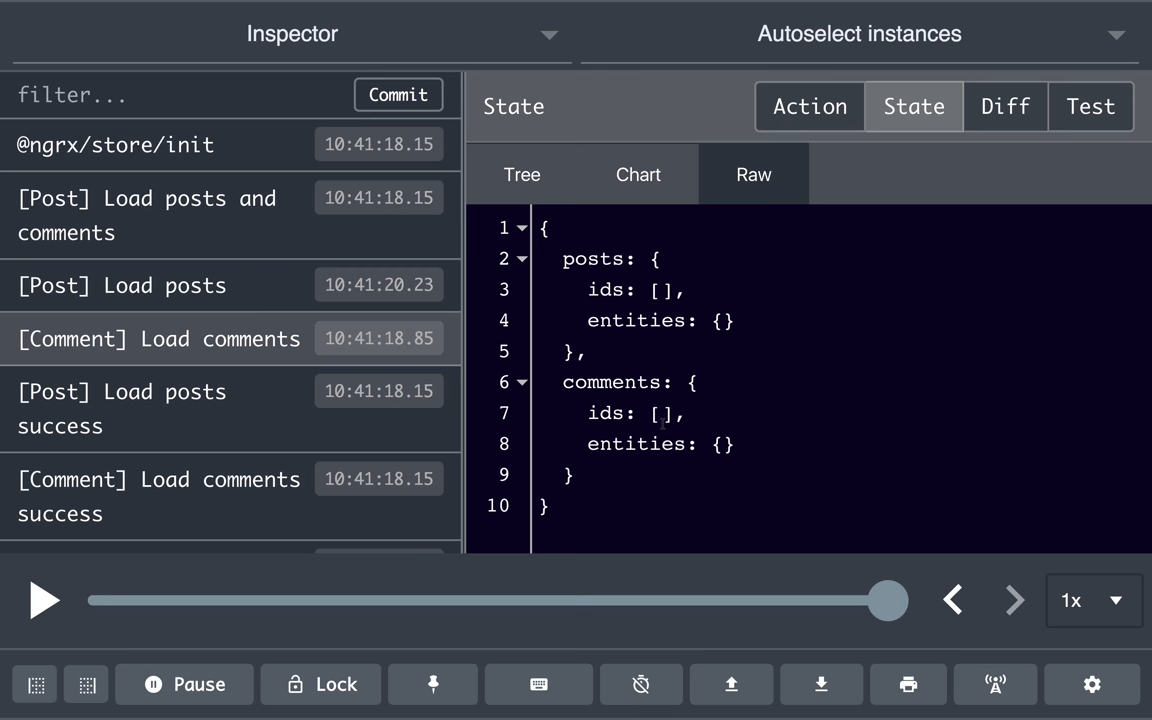 Inspector
Autoselect instances
filter...
Commit
@ngrx/store/init
10:41:18.15
[Post] Load posts and
comments
10:41:18.15
[Post] Load posts
10:41:20.23
[Comment] Load comments
10:41:18.85
[Post] Load posts
success
10:41:18.15
[Comment] Load comments
success
10:41:18.15
State
Action
State
Diff
Test
Tree
Chart
Raw
1 {
2 posts: {
3 ids: [],
4 entities: {}
5 },
6 comments: {
7 ids: [],
8 entities: {}
9 }
10 }
1x
Pause
Lock